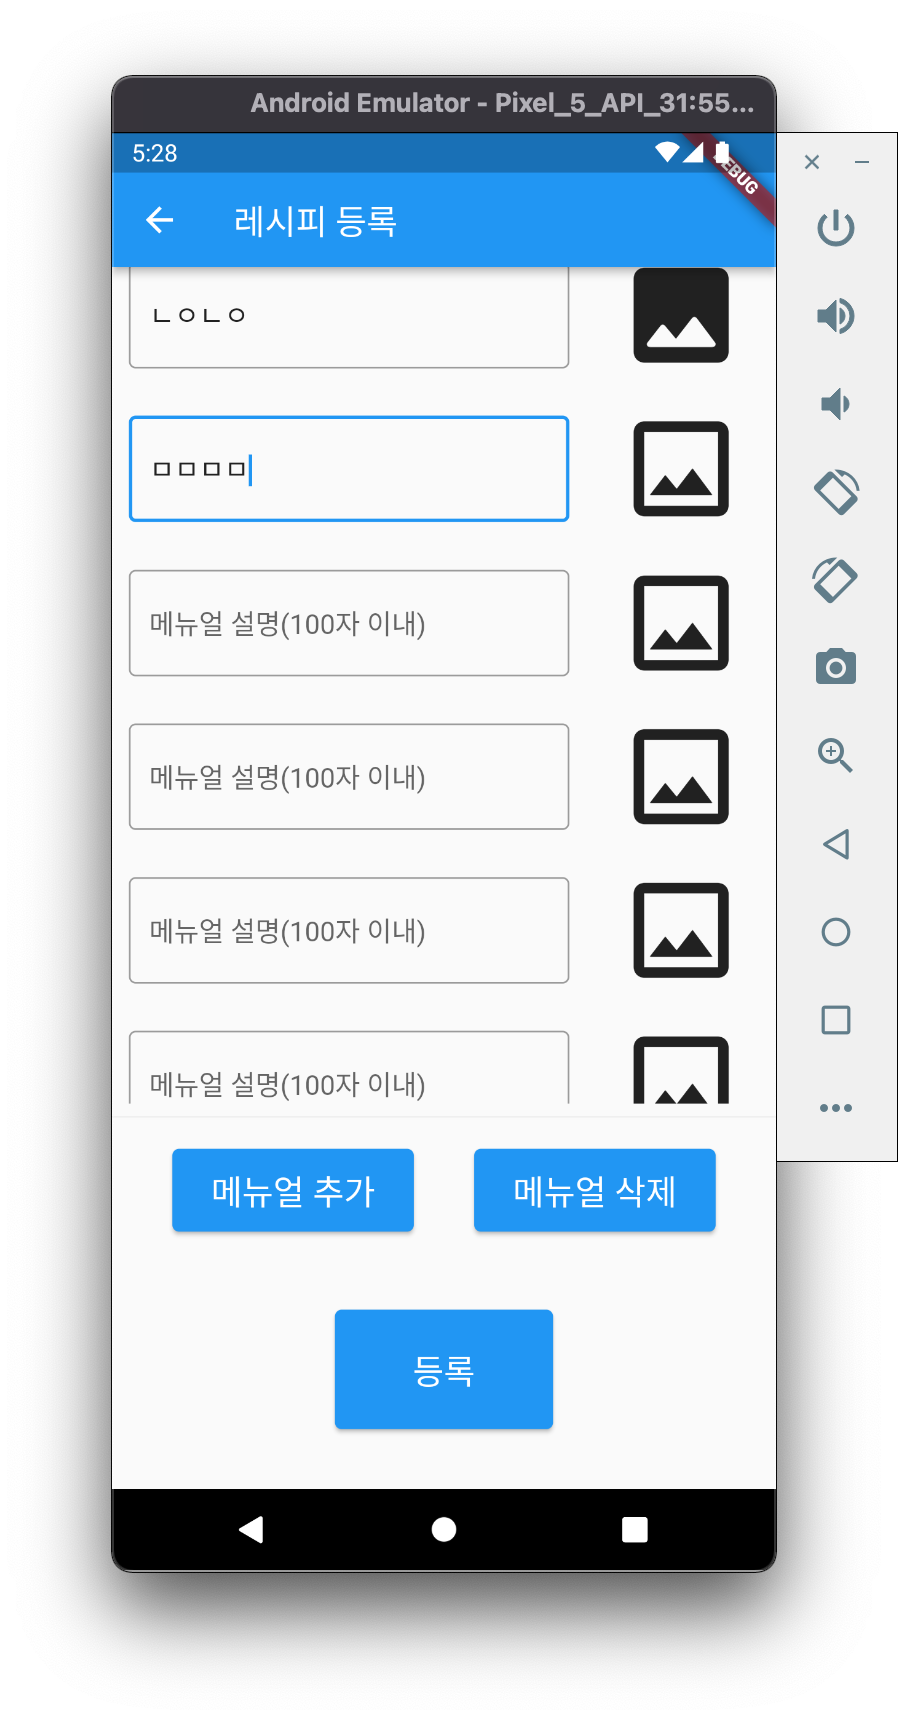 Android Emulator - Pixel_5_API_31:55...
5:28
레시피 등록
ㄴㅇㄴㅇ
ㅁㅁㅁㅁ
메뉴얼 설명(100자 이내)
메뉴얼 설명(100자 이내)
메뉴얼 설명(100자 이내)
메뉴얼 설명(100자 이내)
메뉴얼 추가
메뉴얼 삭제
등록